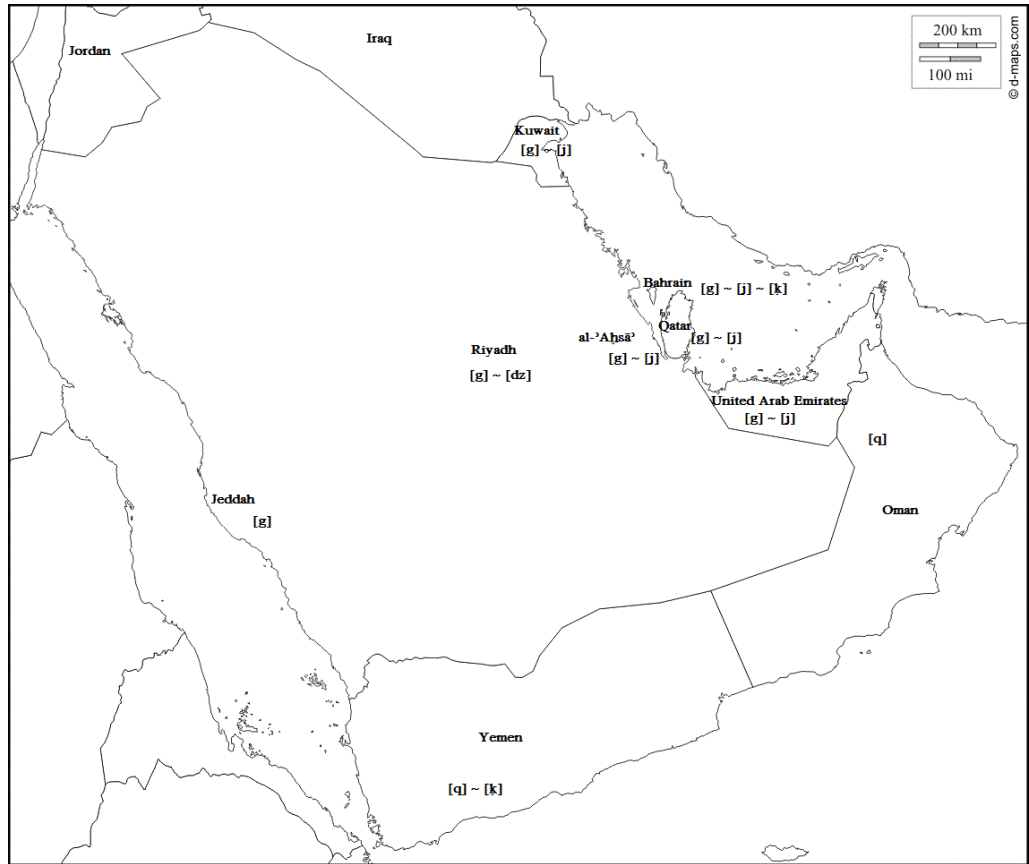 Jordan
Iraq
200 km
100 mi
© d-maps.com
Kuwait
[g] ~ [j]
Bahrain [g] ~ [j] ~ [ḳ]
Qatar
[g] ~ [j]
al-ʾAḥsāʾ
[g] ~ [j]
Riyadh
[g] ~ [dz]
United Arab Emirates
[g] ~ [j]
[q]
Oman
Jeddah
[g]
Yemen
[q] ~ [ḳ]